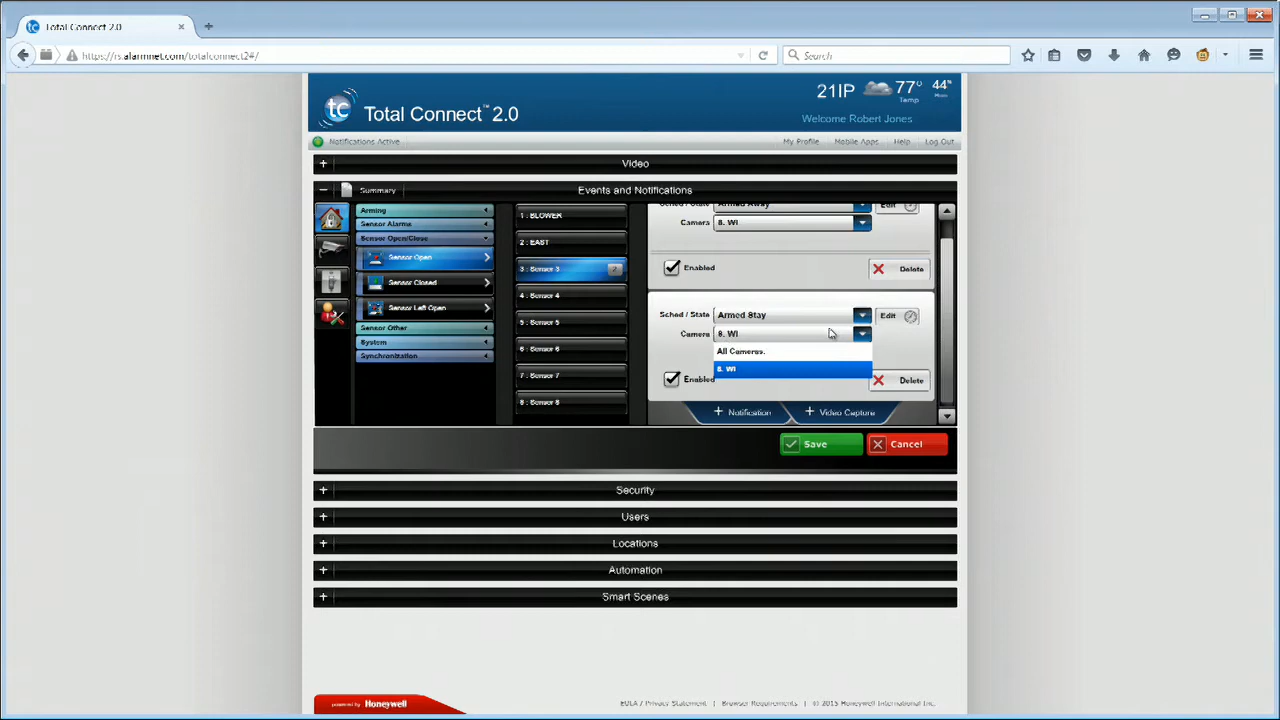 Total Connect 2.0
https://rs.alarmnet.com/totalconnect2#/
Search
tc
Total Connect™ 2.0
21IP
77°
Temp
44%
Welcome Robert Jones
Notifications Active
My Profile
Mobile Apps
Help
Log Out
Video
Summary
Events and Notifications
Arming
Sensor Alarms
Sensor Open/Close
Sensor Open
Sensor Closed
Sensor Left Open
Sensor Other
System
Synchronization
1 : BLOWER
2 : EAST
3 : Sensor 3
4 : Sensor 4
5 : Sensor 5
6 : Sensor 6
7 : Sensor 7
8 : Sensor 8
Sched / State Armed Away Edit
Camera 8. WI
Enabled Delete
Sched / State Armed Stay Edit
Camera 8. WI
All Cameras.
8. WI
Enabled Delete
+ Notification + Video Capture
Save Cancel
Security
Users
Locations
Automation
Smart Scenes
powered by Honeywell
EULA / Privacy Statement | Browser Requirements | © 2015 Honeywell International Inc.